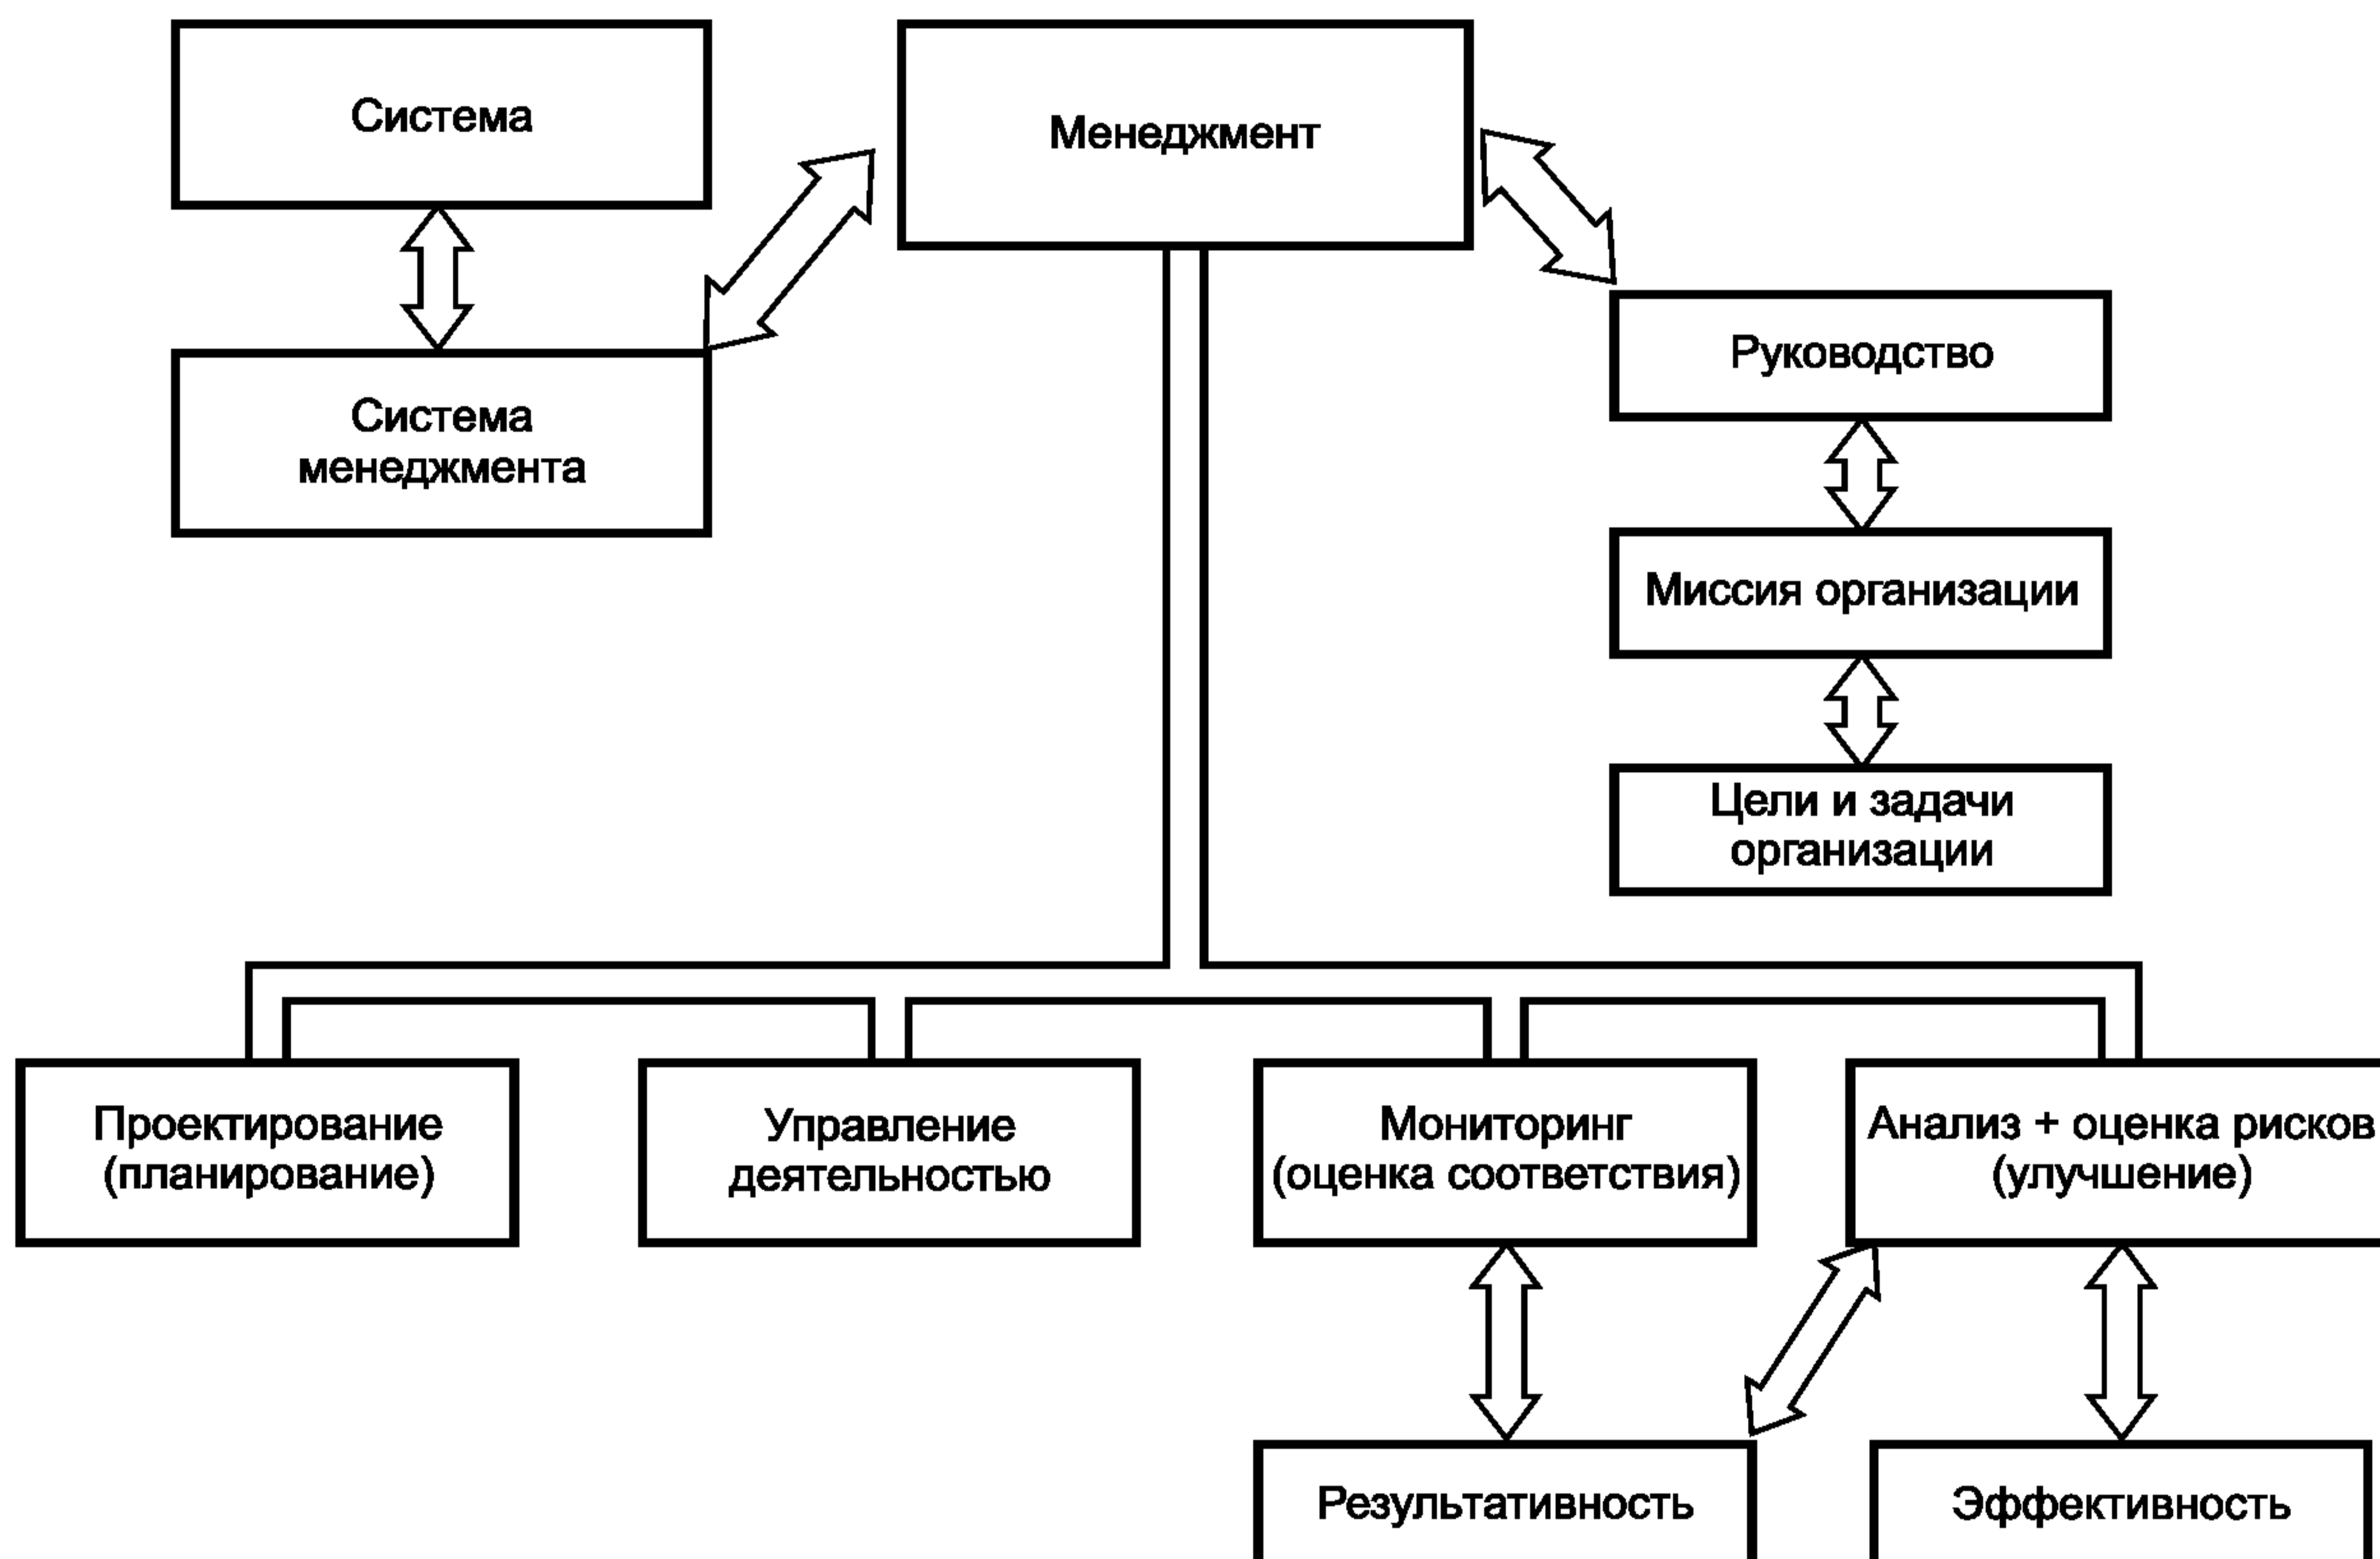 Система
Менеджмент
Руководство
Система
менеджмента
Миссия организации
Цели и задачи
организации
Проектирование
(планирование)
Управление
деятельностью
Мониторинг
(оценка соответствия)
Анализ + оценка рисков
(улучшение)
Результативность
Эффективность